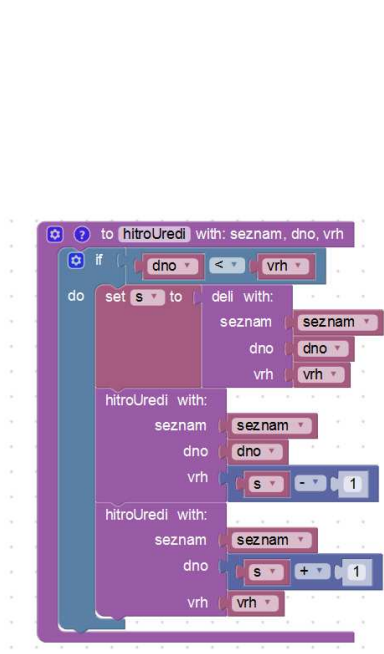 ? to hitroUredi with: seznam, dno, vrh
if dno < vrh
do set s to deli with:
seznam seznam
dno dno
vrh vrh
hitroUredi with:
seznam seznam
dno dno
vrh s - 1
hitroUredi with:
seznam seznam
dno s + 1
vrh vrh